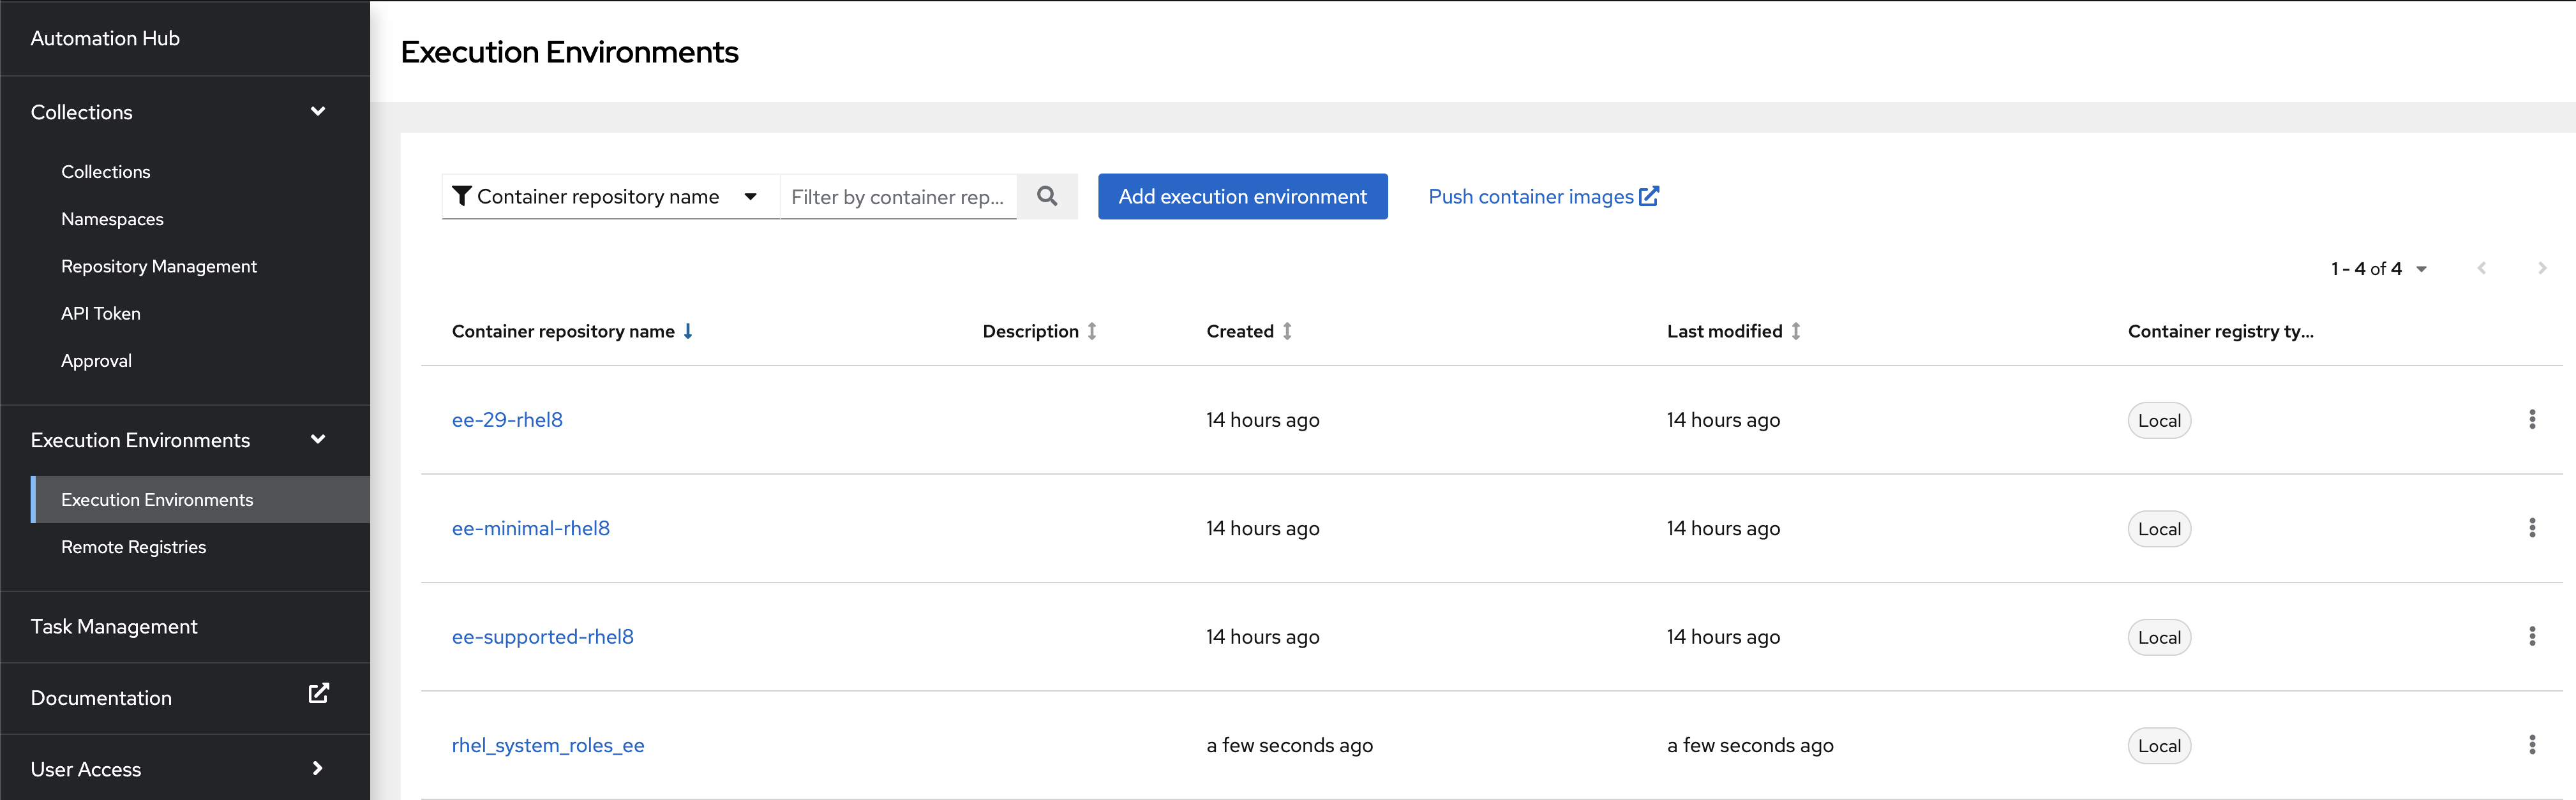 Automation Hub
Collections
Collections
Namespaces
Repository Management
API Token
Approval
Execution Environments
Execution Environments
Remote Registries
Task Management
Documentation
User Access
Execution Environments
Container repository name
Filter by container rep...
Add execution environment
Push container images
1 - 4 of 4
Container repository name Description Created Last modified Container registry ty...
ee-29-rhel8 14 hours ago 14 hours ago Local
ee-minimal-rhel8 14 hours ago 14 hours ago Local
ee-supported-rhel8 14 hours ago 14 hours ago Local
rhel_system_roles_ee a few seconds ago a few seconds ago Local